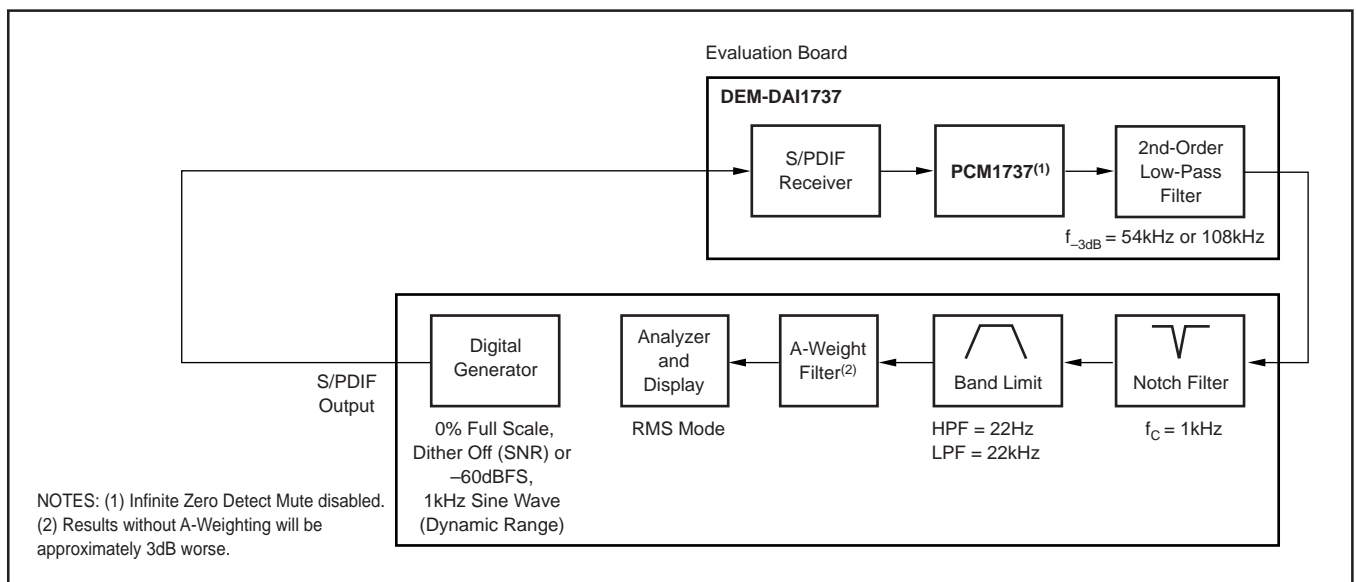 Evaluation Board
DEM-DAI1737
S/PDIF
Receiver
PCM1737(1)
2nd-Order
Low-Pass
Filter
f–3dB = 54kHz or 108kHz
S/PDIF
Output
Digital
Generator
0% Full Scale,
Dither Off (SNR) or
–60dBFS,
1kHz Sine Wave
(Dynamic Range)
Analyzer
and
Display
RMS Mode
A-Weight
Filter(2)
Band Limit
HPF = 22Hz
LPF = 22kHz
Notch Filter
fC = 1kHz
NOTES: (1) Infinite Zero Detect Mute disabled.
(2) Results without A-Weighting will be
approximately 3dB worse.